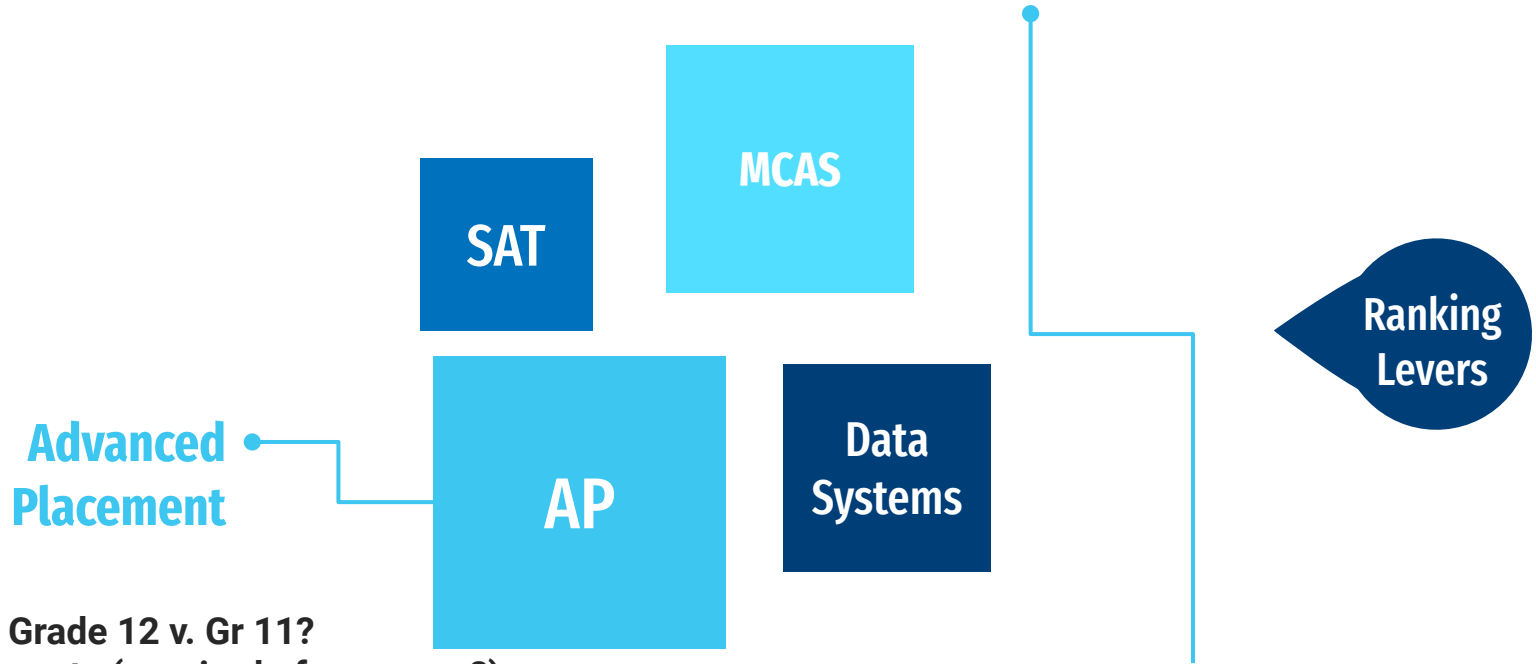 MCAS
SAT
Ranking
Levers
Advanced
Placement
AP
Data
Systems
Grade 12 v. Gr 11?